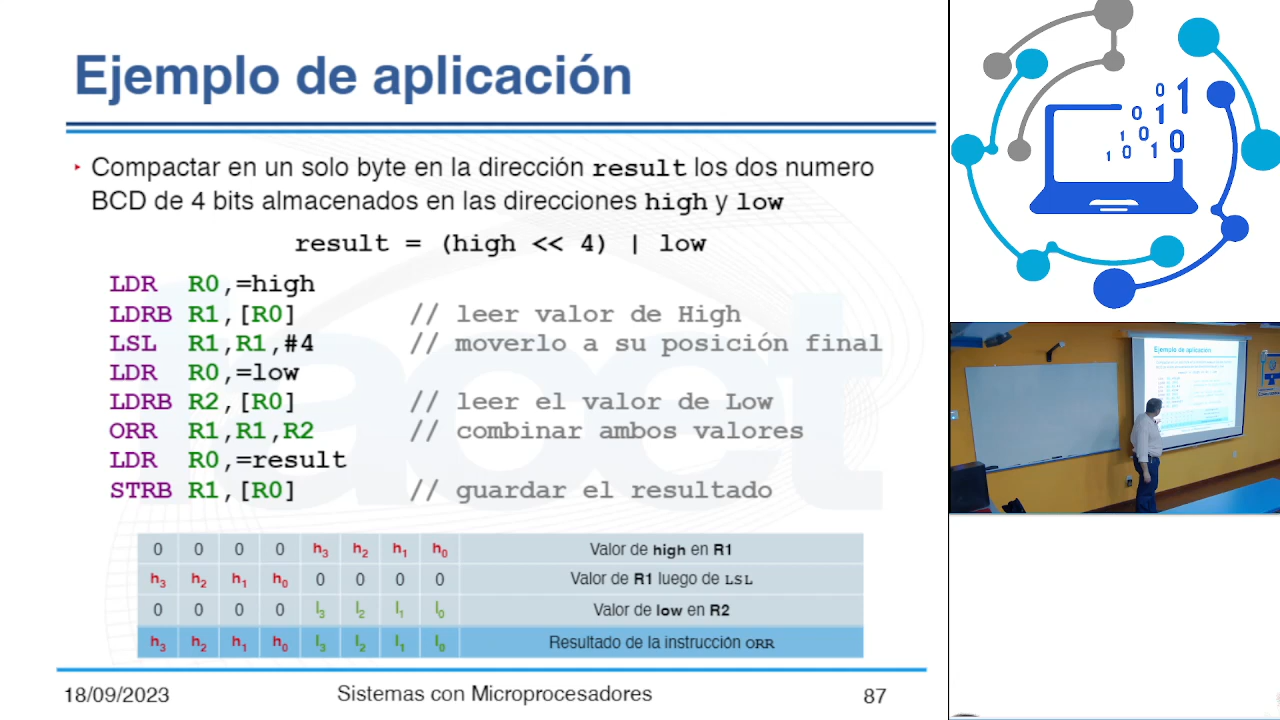 Ejemplo de aplicación
‣ Compactar en un solo byte en la dirección result los dos numero
BCD de 4 bits almacenados en las direcciones high y low
result = (high << 4) | low
LDR R0,=high
LDRB R1,[R0] // leer valor de High
LSL R1,R1,#4 // moverlo a su posición final
LDR R0,=low
LDRB R2,[R0] // leer el valor de Low
ORR R1,R1,R2 // combinar ambos valores
LDR R0,=result
STRB R1,[R0] // guardar el resultado
0 0 0 0 h3 h2 h1 h0 Valor de high en R1
h3 h2 h1 h0 0 0 0 0 Valor de R1 luego de LSL
0 0 0 0 l3 l2 l1 l0 Valor de low en R2
h3 h2 h1 h0 l3 l2 l1 l0 Resultado de la instrucción ORR
18/09/2023 Sistemas con Microprocesadores 87
0 1
0 1
1 0 0
1 0 1
Ejemplo de aplicación